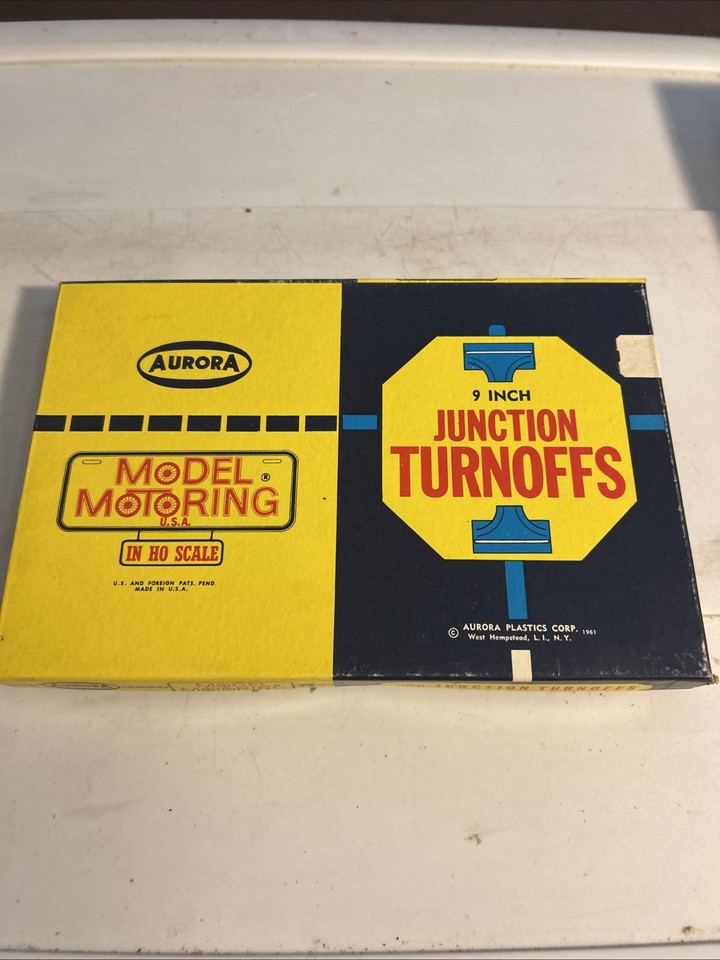 AURORA
MODEL
MOTORING ®
U.S.A.
IN HO SCALE
U.S. AND FOREIGN PATS. PEND.
MADE IN U.S.A.
9 INCH
JUNCTION
TURNOFFS
© AURORA PLASTICS CORP. 1961
West Hempstead, L. I., N. Y.
AURORA
JUNCTION TURNOFFS